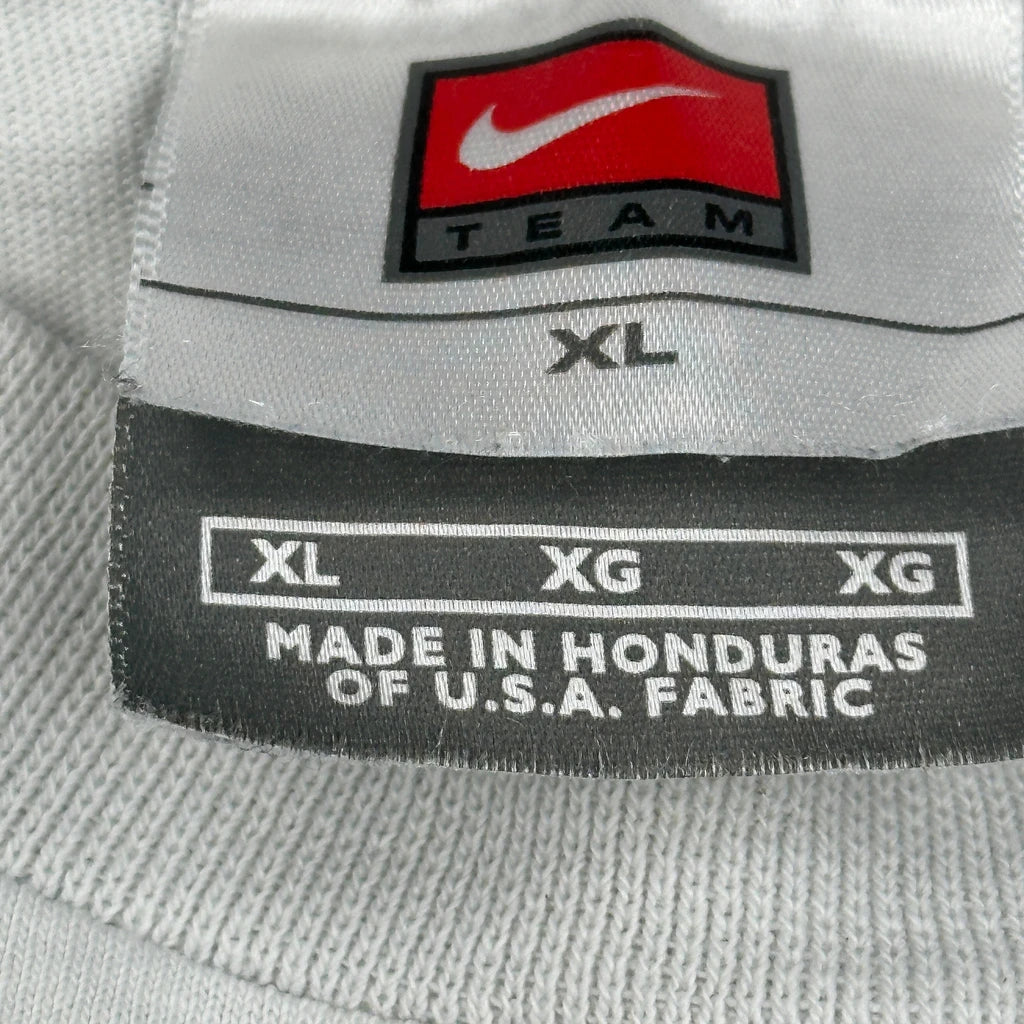 TEAM
XL
XL XG XG
MADE IN HONDURAS
OF U.S.A. FABRIC